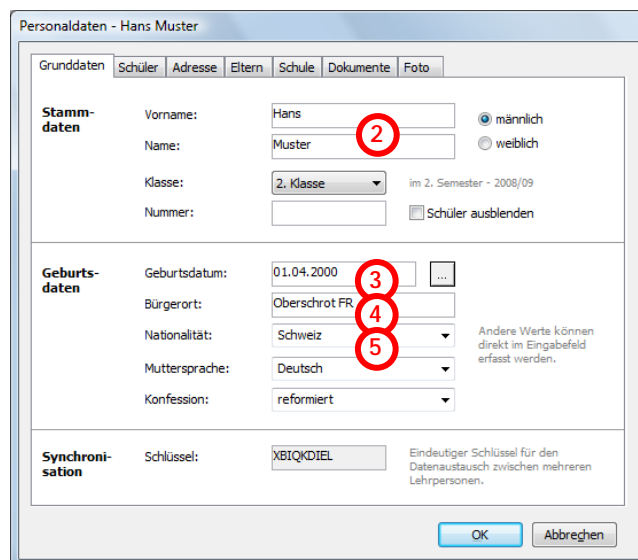 Personaldaten - Hans Muster
Grunddaten Schüler Adresse Eltern Schule Dokumente Foto
Stamm-
daten
Vorname: Hans männlich
2
Name: Muster weiblich
Klasse: 2. Klasse im 2. Semester - 2008/09
Nummer: Schüler ausblenden
Geburts-
daten
Geburtsdatum: 01.04.2000 3 ...
Bürgerort: Oberschrot FR 4
Nationalität: Schweiz 5
Andere Werte können
direkt im Eingabefeld
erfasst werden.
Muttersprache: Deutsch
Konfession: reformiert
Synchroni-
sation
Schlüssel: XBIQKDIEL
Eindeutiger Schlüssel für den
Datenaustausch zwischen mehreren
Lehrpersonen.
OK Abbrechen